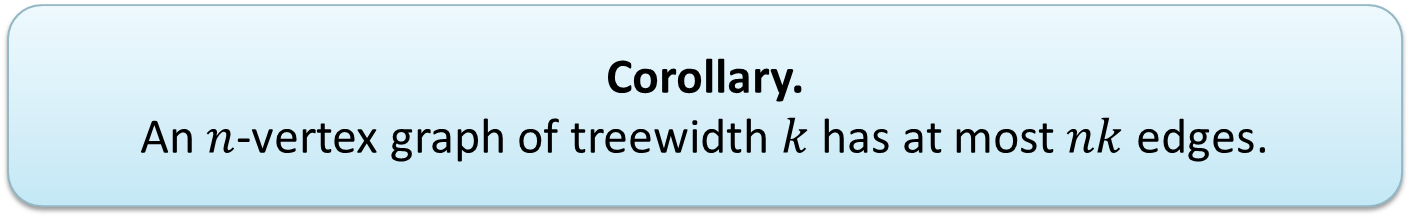 Corollary.
An n-vertex graph of treewidth k has at most nk edges.